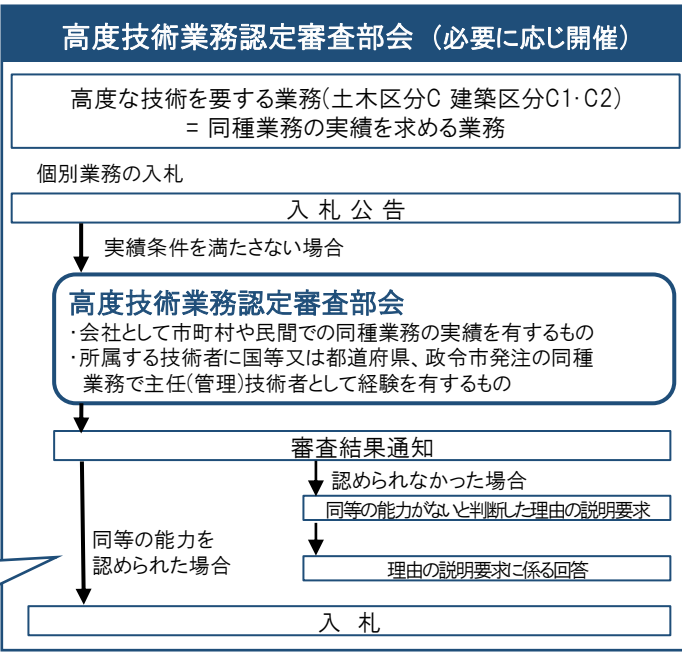 高度技術業務認定審査部会 (必要に応じ開催)
高度な技術を要する業務(土木区分C 建築区分C1・C2)
= 同種業務の実績を求める業務
個別業務の入札
入札公告
実績条件を満たさない場合
高度技術業務認定審査部会
・会社として市町村や民間での同種業務の実績を有するもの
・所属する技術者に国等又は都道府県、政令市発注の同種
業務で主任(管理)技術者として経験を有するもの
審査結果通知
認められなかった場合
同等の能力がないと判断した理由の説明要求
同等の能力を
認められた場合
理由の説明要求に係る回答
入 札